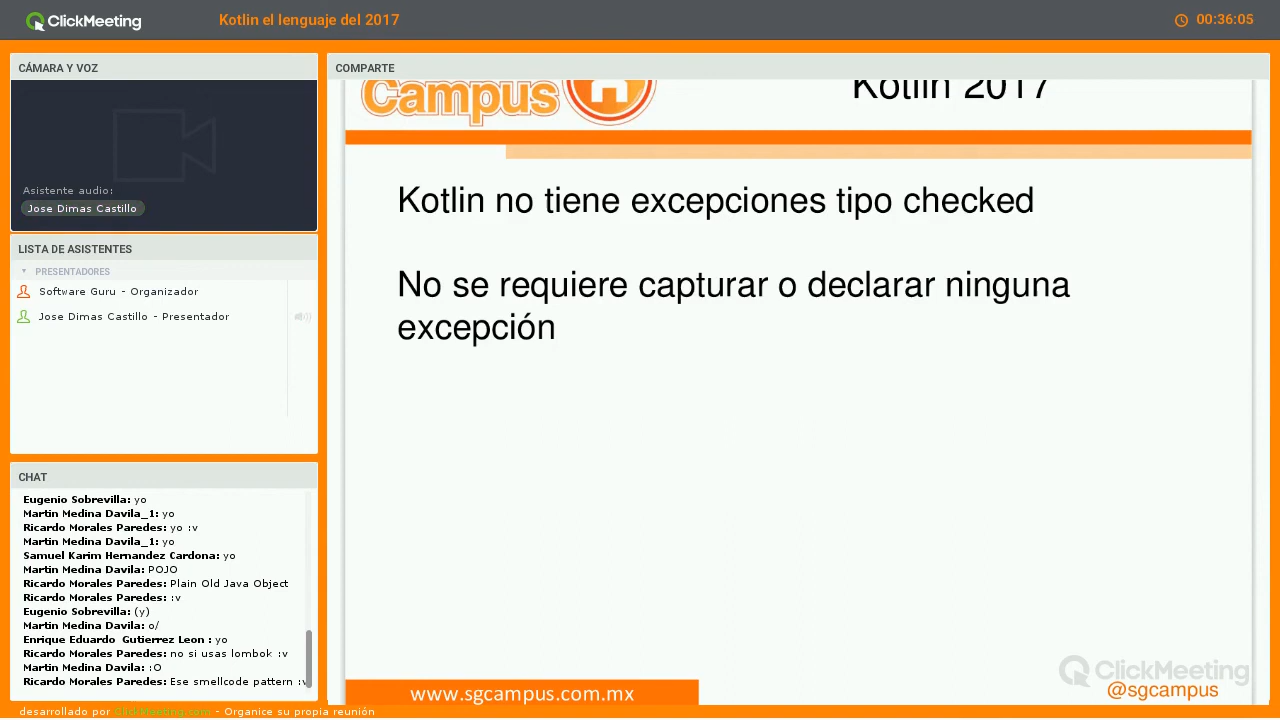 ClickMeeting
Kotlin el lenguaje del 2017
00:36:05
CÁMARA Y VOZ
Asistente audio:
Jose Dimas Castillo
LISTA DE ASISTENTES
PRESENTADORES
Software Guru - Organizador
Jose Dimas Castillo - Presentador
CHAT
Eugenio Sobrevilla: yo
Martin Medina Davila_1: yo
Ricardo Morales Paredes: yo :v
Martin Medina Davila_1: yo
Samuel Karim Hernandez Cardona: yo
Martin Medina Davila: POJO
Ricardo Morales Paredes: Plain Old Java Object
Ricardo Morales Paredes: :v
Eugenio Sobrevilla: (y)
Martin Medina Davila: o/
Enrique Eduardo Gutierrez Leon : yo
Ricardo Morales Paredes: no si usas lombok :v
Martin Medina Davila: :O
Ricardo Morales Paredes: Ese smellcode pattern :v
desarrollado por ClickMeeting.com - Organice su propia reunión
COMPARTE
Campus
Kotlin 2017
Kotlin no tiene excepciones tipo checked
No se requiere capturar o declarar ninguna
excepción
www.sgcampus.com.mx
ClickMeeting
@sgcampus